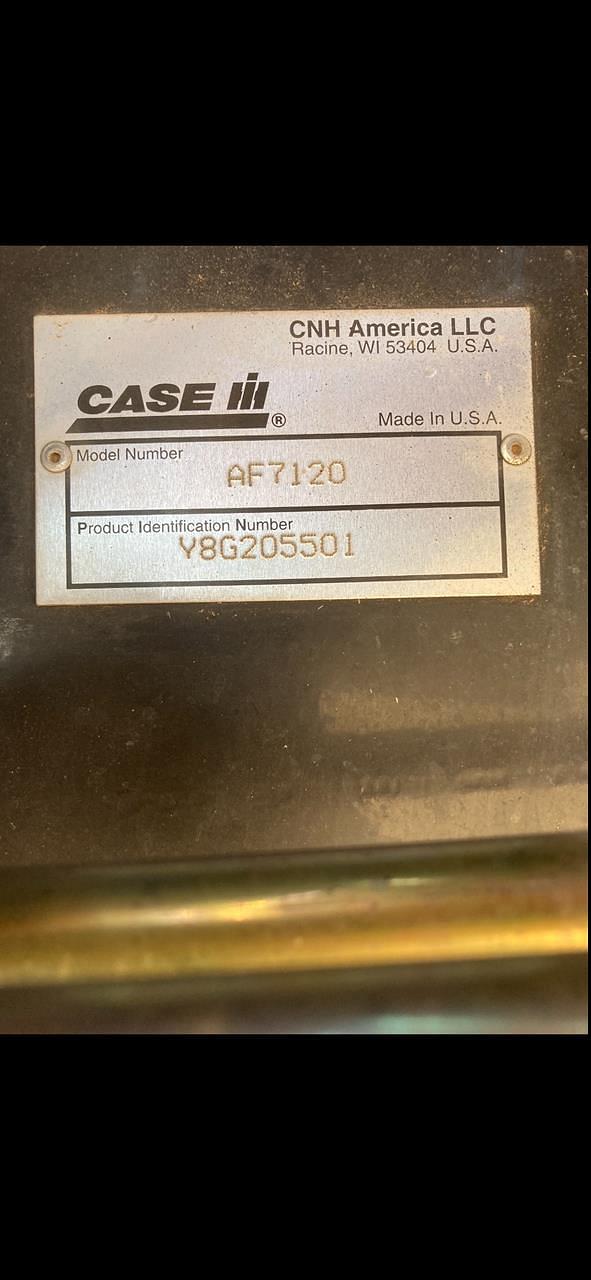 CNH America LLC
Racine, WI 53404 U.S.A.
CASE IH®
Made In U.S.A.
Model Number
AF7120
Product Identification Number
Y8G205501